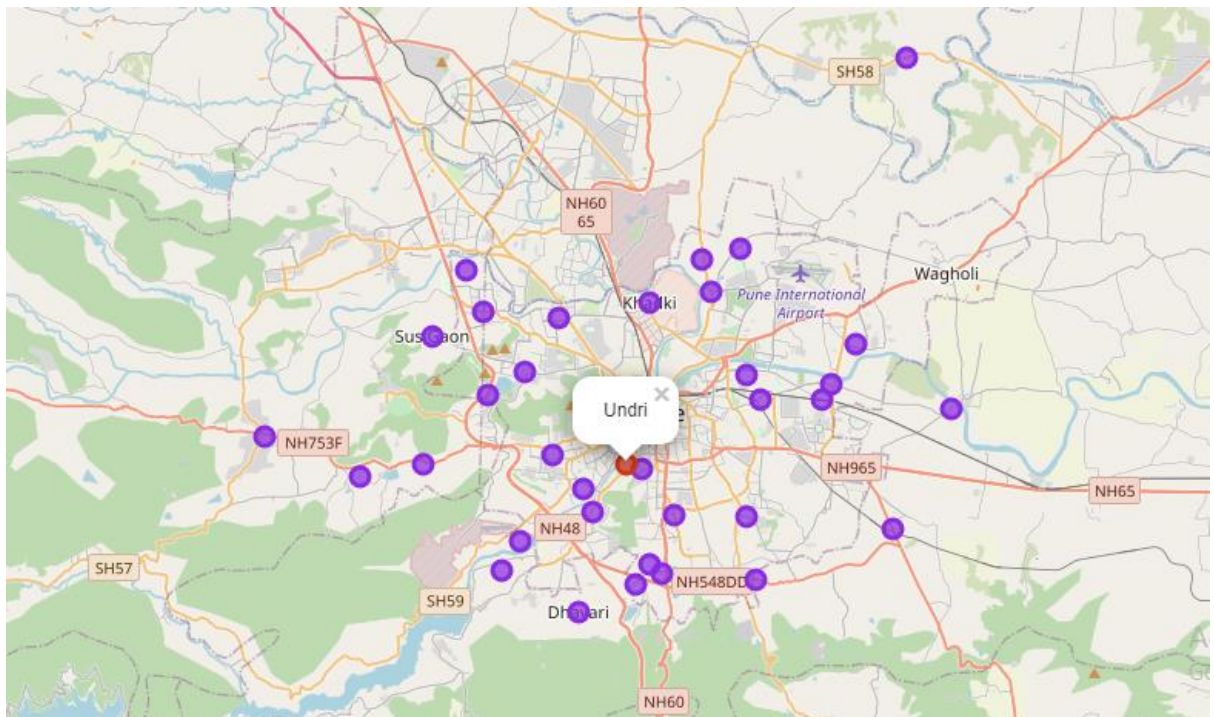 SH58
NH60
65
Wagholi
Pune International
Airport
Khadki
Sus Gaon
Undri
×
e
NH753F
NH965
NH65
NH48
SH57
NH548DD
SH59
Dhayari
NH60